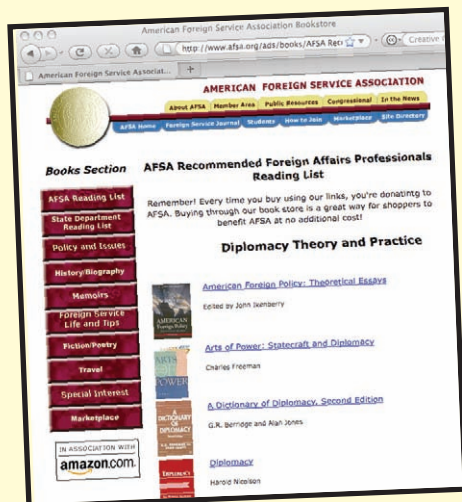 American Foreign Service Association Bookstore
http://www.afsa.org/ads/books/AFSA Rec
Creative
American Foreign Service Associat...
AMERICAN FOREIGN SERVICE ASSOCIATION
About AFSA Member Area Public Resources Congressional In the News
AFSA Home Foreign Service Journal Students How to Join Marketplace Site Directory
Books Section
AFSA Reading List
State Department
Reading List
Policy and Issues
History/Biography
Memoirs
Foreign Service
Life and Tips
Fiction/Poetry
Travel
Special Interest
Marketplace
IN ASSOCIATION WITH
amazon.com.
AFSA Recommended Foreign Affairs Professionals
Reading List
Remember! Every time you buy using our links, you're donatintg to
AFSA. Buying through our book store is a great way for shoppers to
benefit AFSA at no additional cost!
Diplomacy Theory and Practice
AMERICAN
Foreign Policy
American Foreign Policy: Theoretical Essays
Edited by John Ikenberry
ARTS
POWER
Arts of Power: Statecraft and Diplomacy
Charles Freeman
A
DICTIONARY
OF
DIPLOMACY
A Dictionary of Diplomacy, Second Edition
G.R. Berridge and Alan Jones
DIPLOMACY
Diplomacy
Harold Nicolson